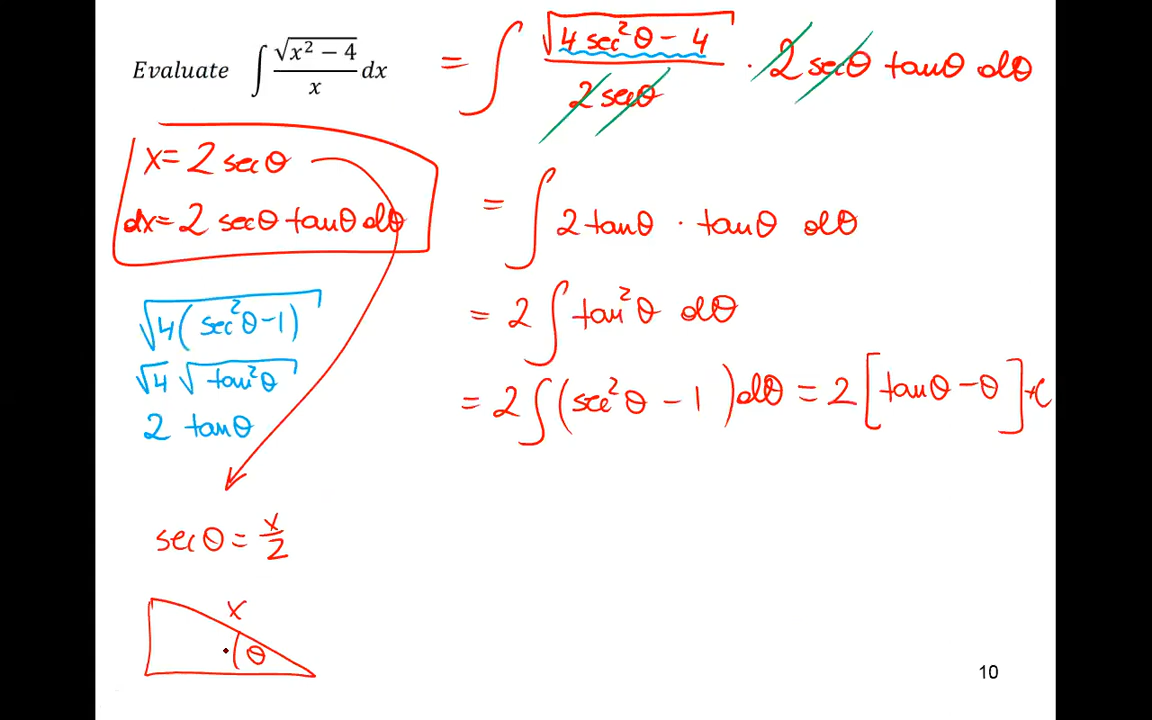 Evaluate ∫ √(x² − 4) / x dx
= ∫ √(4 sec²θ − 4) / (2 secθ) · 2 secθ tanθ dθ
x = 2 secθ
dx = 2 secθ tanθ dθ
= ∫ 2 tanθ · tanθ dθ
√(4(sec²θ − 1))
√4 √(tan²θ)
2 tanθ
= 2 ∫ tan²θ dθ
= 2 ∫ (sec²θ − 1) dθ = 2 [tanθ − θ] + C
secθ = x/2
x
θ
10